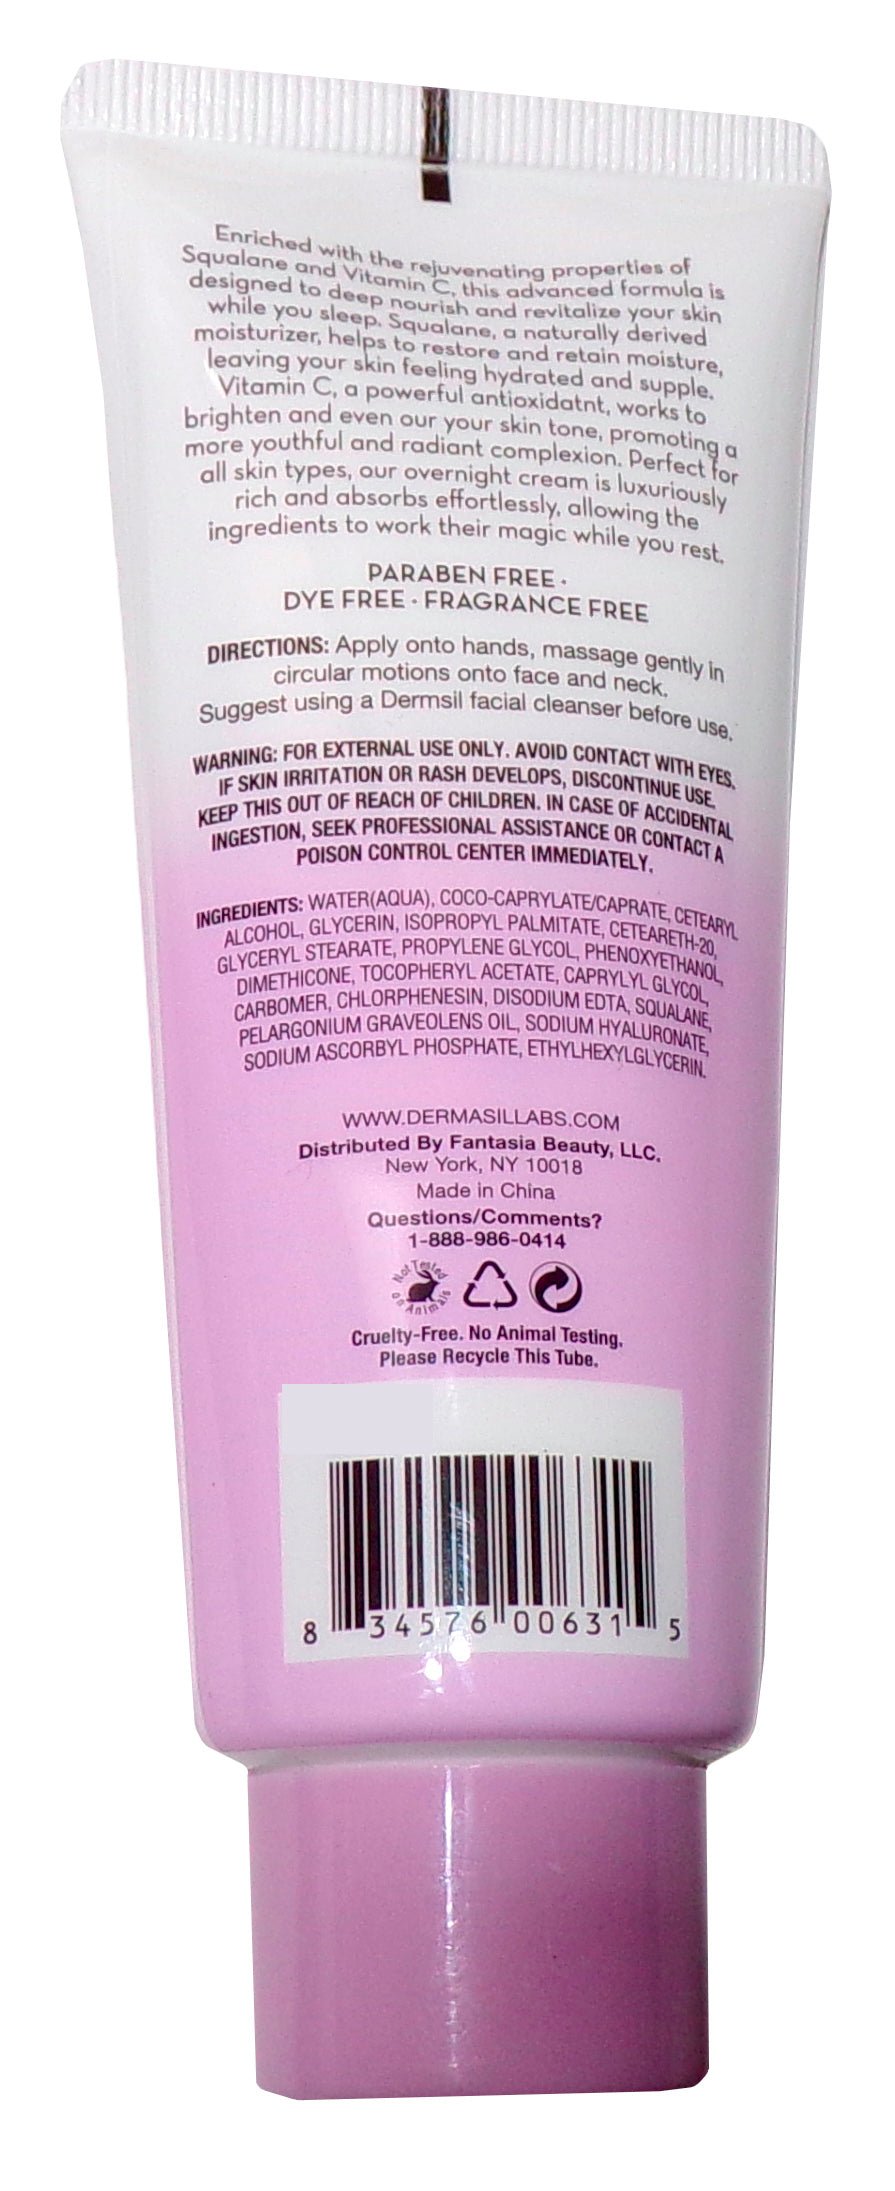 Enriched with the rejuvenating properties of
Squalane and Vitamin C, this advanced formula is
designed to deep nourish and revitalize your skin
while you sleep. Squalane, a naturally derived
moisturizer, helps to restore and retain moisture,
leaving your skin feeling hydrated and supple.
Vitamin C, a powerful antioxidatnt, works to
brighten and even our your skin tone, promoting a
more youthful and radiant complexion. Perfect for
all skin types, our overnight cream is luxuriously
rich and absorbs effortlessly, allowing the
ingredients to work their magic while you rest.
PARABEN FREE •
DYE FREE • FRAGRANCE FREE
DIRECTIONS: Apply onto hands, massage gently in
circular motions onto face and neck.
Suggest using a Dermsil facial cleanser before use.
WARNING: FOR EXTERNAL USE ONLY. AVOID CONTACT WITH EYES.
IF SKIN IRRITATION OR RASH DEVELOPS, DISCONTINUE USE.
KEEP THIS OUT OF REACH OF CHILDREN. IN CASE OF ACCIDENTAL
INGESTION, SEEK PROFESSIONAL ASSISTANCE OR CONTACT A
POISON CONTROL CENTER IMMEDIATELY.
INGREDIENTS: WATER(AQUA), COCO-CAPRYLATE/CAPRATE, CETEARYL
ALCOHOL, GLYCERIN, ISOPROPYL PALMITATE, CETEARETH-20,
GLYCERYL STEARATE, PROPYLENE GLYCOL, PHENOXYETHANOL,
DIMETHICONE, TOCOPHERYL ACETATE, CAPRYLYL GLYCOL,
CARBOMER, CHLORPHENESIN, DISODIUM EDTA, SQUALANE,
PELARGONIUM GRAVEOLENS OIL, SODIUM HYALURONATE,
SODIUM ASCORBYL PHOSPHATE, ETHYLHEXYLGLYCERIN.
WWW.DERMASILLABS.COM
Distributed By Fantasia Beauty, LLC.
New York, NY 10018
Made in China
Questions/Comments?
1-888-986-0414
Not Tested on Animals
Cruelty-Free. No Animal Testing.
Please Recycle This Tube.
8 34576 00631 5